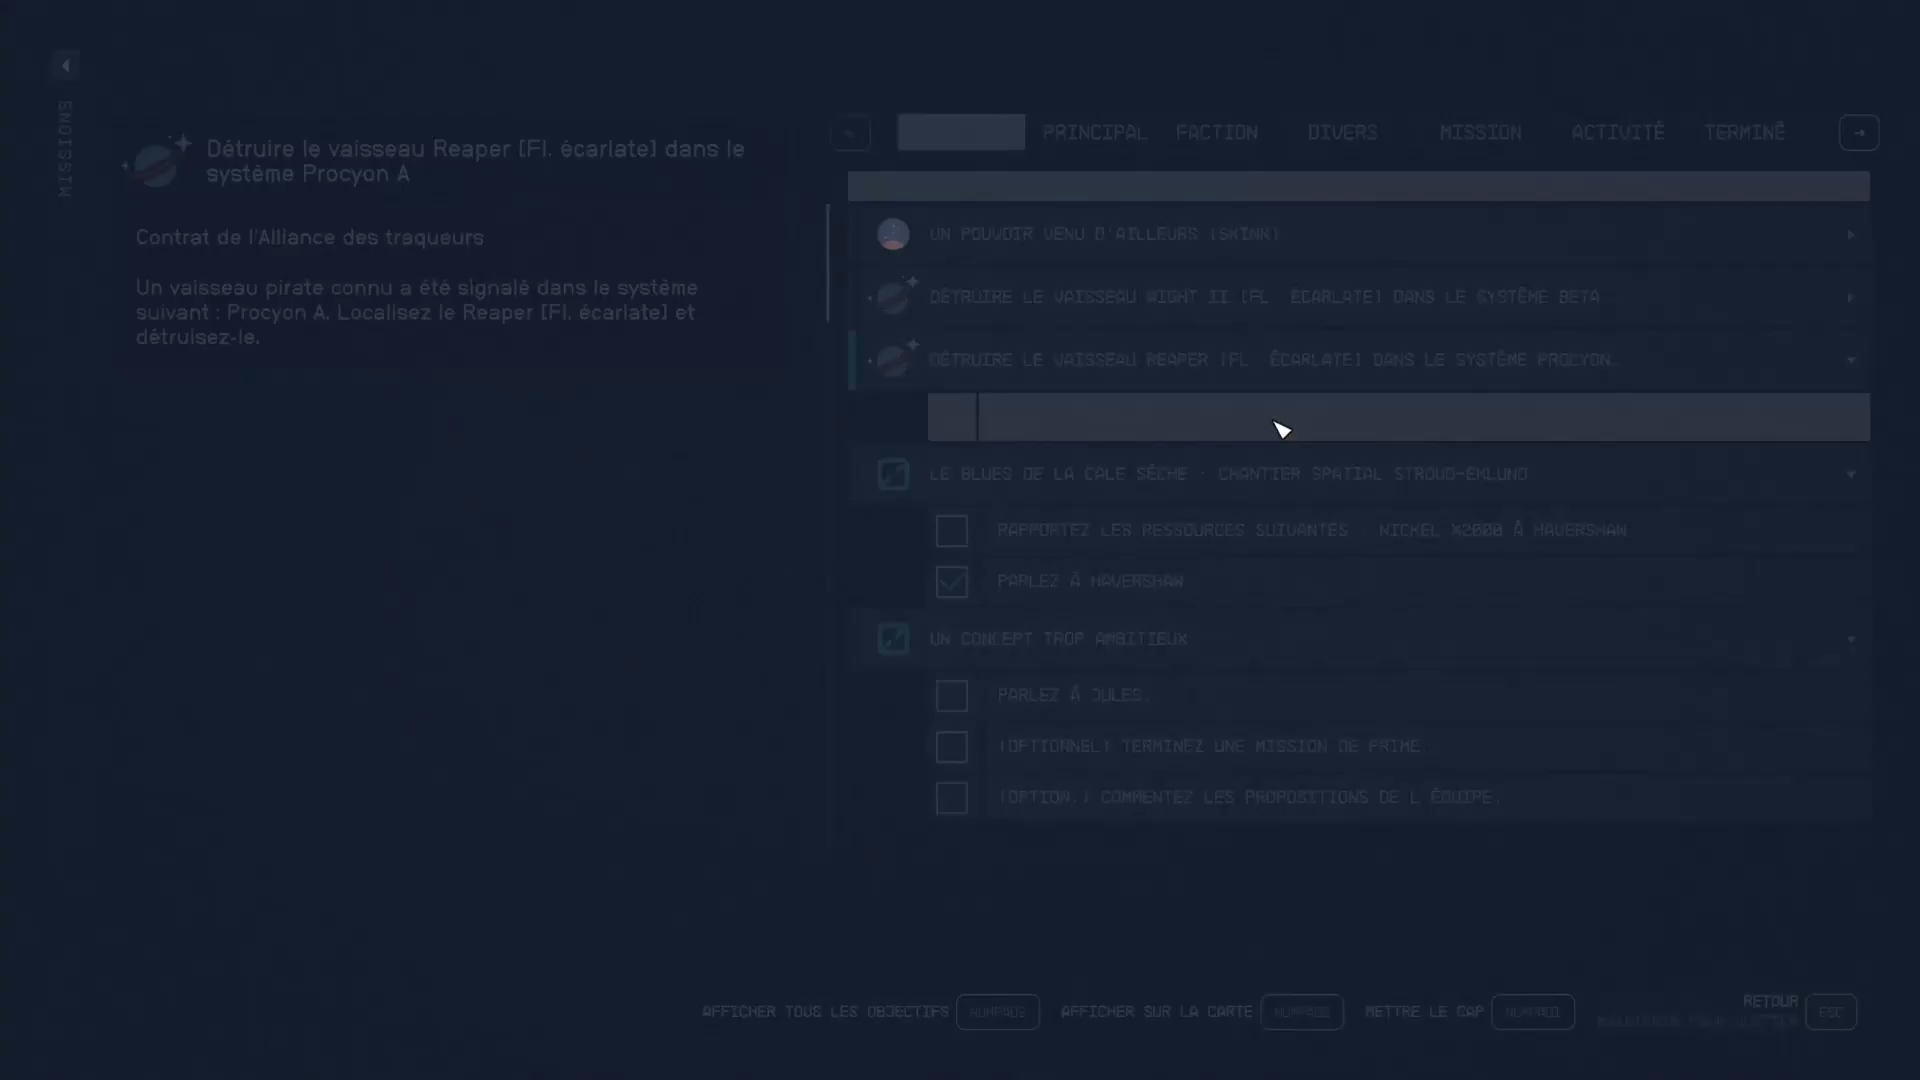 MISSIONS
Détruire le vaisseau Reaper [Fl. écarlate] dans le
système Procyon A
Contrat de l'Alliance des traqueurs
Un vaisseau pirate connu a été signalé dans le système
suivant : Procyon A. Localisez le Reaper [Fl. écarlate] et
détruisez-le.
PRINCIPAL FACTION DIVERS MISSION ACTIVITÉ TERMINÉ
UN POUVOIR VENU D'AILLEURS (SKINK)
DÉTRUIRE LE VAISSEAU WIGHT II [FL ÉCARLATE] DANS LE SYSTÈME BETA
DÉTRUIRE LE VAISSEAU REAPER [FL ÉCARLATE] DANS LE SYSTÈME PROCYON
LE BLUES DE LA CALE SÈCHE · CHANTIER SPATIAL STROUD-EKLUND
RAPPORTEZ LES RESSOURCES SUIVANTES : NICKEL X2600 À HAVERSHAW
PARLEZ À HAVERSHAW
UN CONCEPT TROP AMBITIEUX
PARLEZ À JULES.
(OPTIONNEL) TERMINEZ UNE MISSION DE PRIME.
(OPTION.) COMMENTEZ LES PROPOSITIONS DE L ÉQUIPE.
AFFICHER TOUS LES OBJECTIFS AFFICHER SUR LA CARTE METTRE LE CAP RETOUR ESC